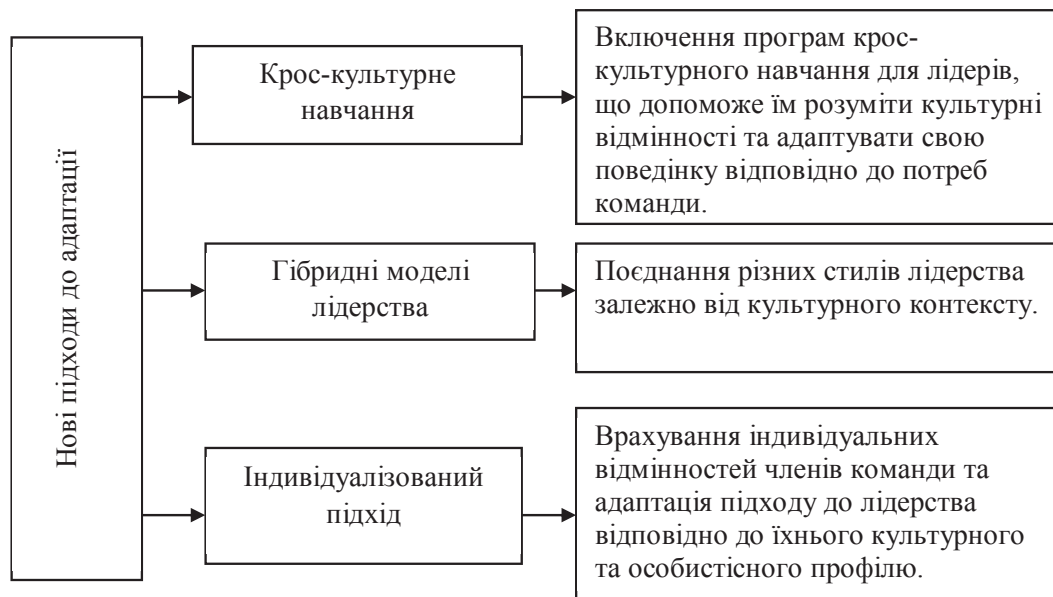 Нові підходи до адаптації
Крос-культурне
навчання
Включення програм крос-
культурного навчання для лідерів,
що допоможе їм розуміти культурні
відмінності та адаптувати свою
поведінку відповідно до потреб
команди.
Гібридні моделі
лідерства
Поєднання різних стилів лідерства
залежно від культурного контексту.
Індивідуалізований
підхід
Врахування індивідуальних
відмінностей членів команди та
адаптація підходу до лідерства
відповідно до їхнього культурного
та особистісного профілю.